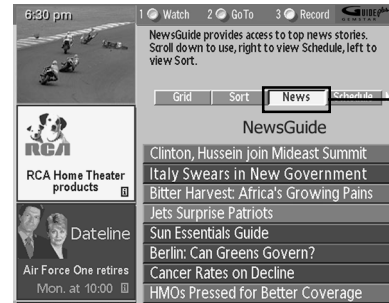 6:30 pm
1 Watch 2 GoTo 3 Record GUIDE Plus
GEMSTAR
NewsGuide provides access to top news stories.
Scroll down to use, right to view Schedule, left to
view Sort.
Grid Sort News Schedule
NewsGuide
Clinton, Hussein join Mideast Summit
Italy Swears in New Government
Bitter Harvest: Africa's Growing Pains
Jets Surprise Patriots
Sun Essentials Guide
Berlin: Can Greens Govern?
Cancer Rates on Decline
HMOs Pressed for Better Coverage
RCA
RCA Home Theater
products
Dateline
Air Force One retires
Mon. at 10:00